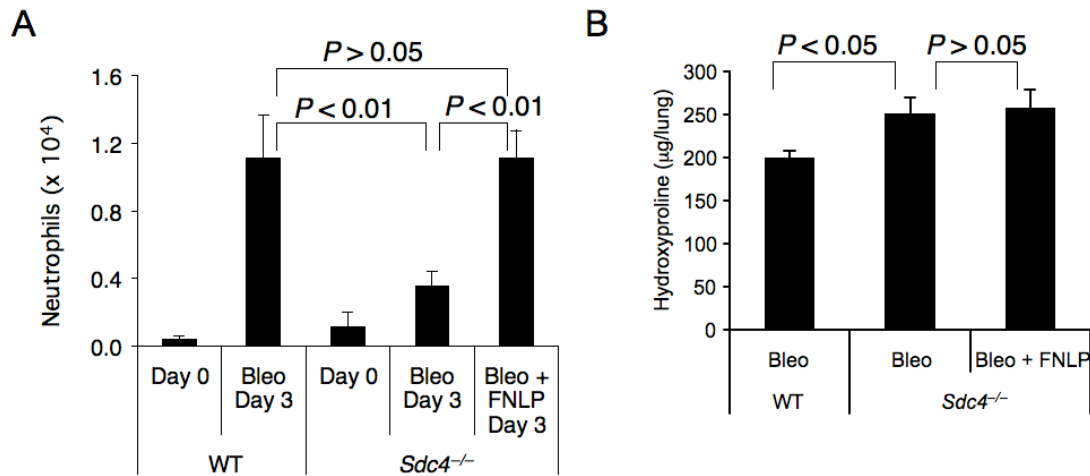 A
P > 0.05
P < 0.01 P < 0.01
Neutrophils (x 10⁴)
1.6
1.2
0.8
0.4
0.0
Day 0 Bleo Day 3 Day 0 Bleo Day 3 Bleo + FNLP Day 3
WT Sdc4⁻/⁻
B
P < 0.05 P > 0.05
Hydroxyproline (μg/lung)
300
250
200
150
100
50
0
Bleo Bleo Bleo + FNLP
WT Sdc4⁻/⁻